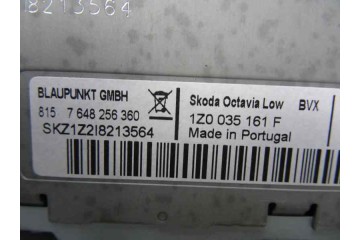 8213564
BLAUPUNKT GMBH
815 7 648 256 360
SKZ1Z2I8213564
Skoda Octavia Low BVX
1Z0 035 161 F
Made in Portugal